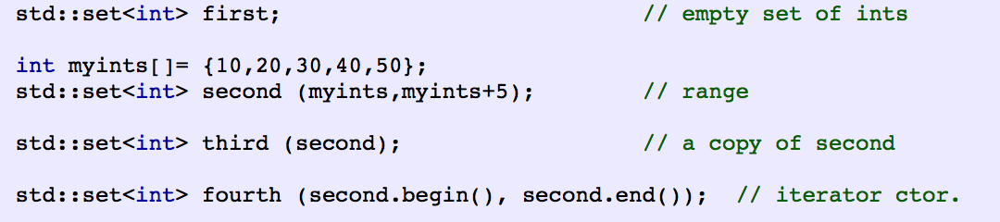 std::set<int> first;                           // empty set of ints
int myints[]= {10,20,30,40,50};
std::set<int> second (myints,myints+5);        // range
std::set<int> third (second);                  // a copy of second
std::set<int> fourth (second.begin(), second.end());  // iterator ctor.